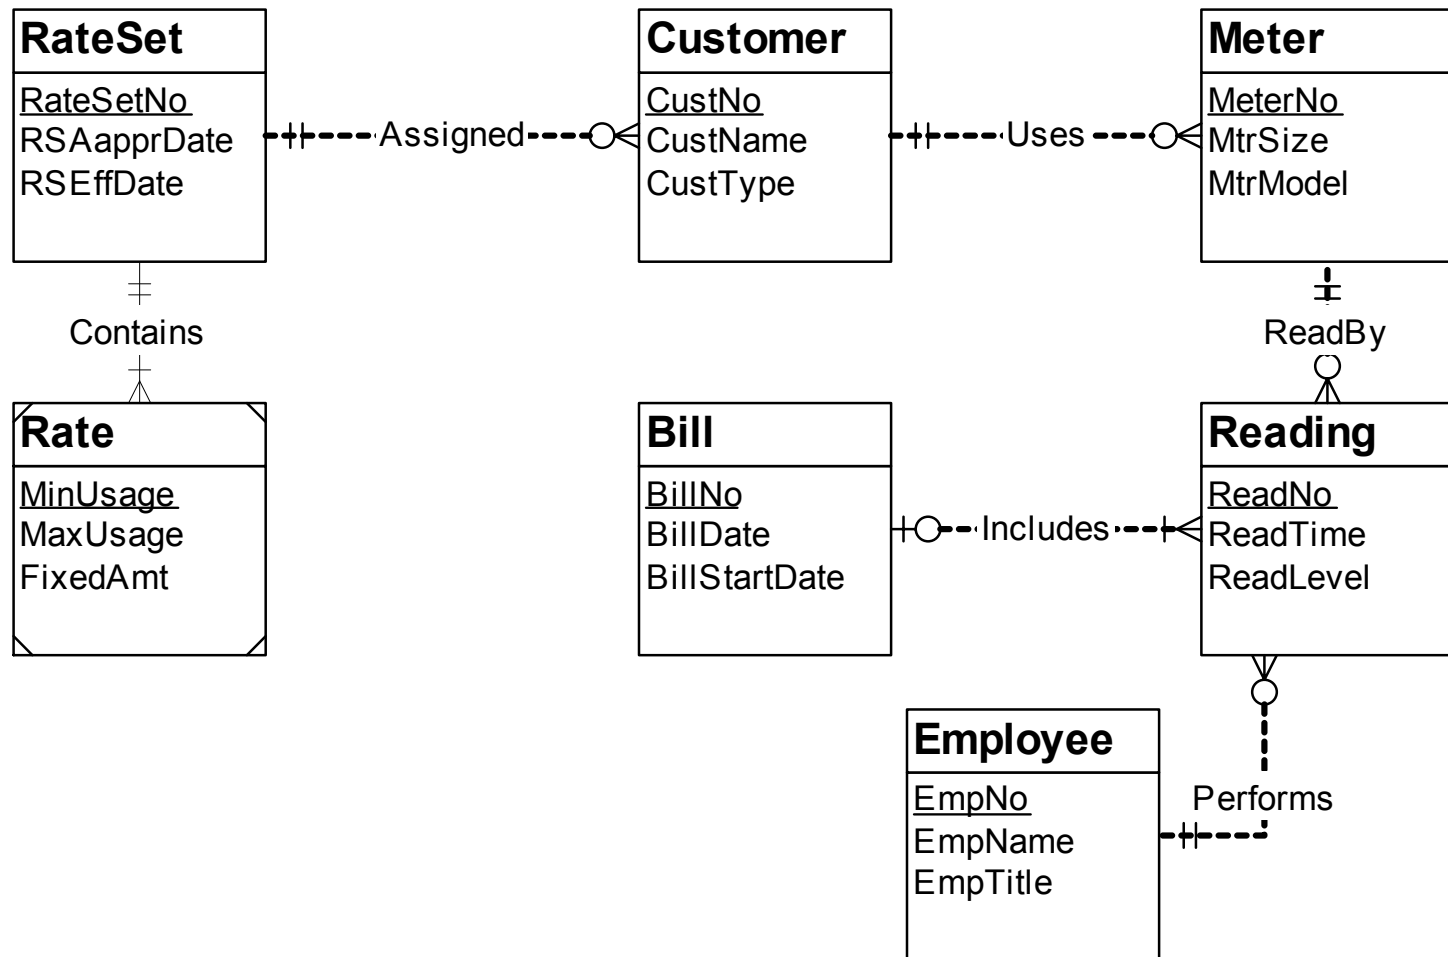 RateSet
RateSetNo
RSAapprDate
RSEffDate
Assigned
Customer
CustNo
CustName
CustType
Uses
Meter
MeterNo
MtrSize
MtrModel
Contains
ReadBy
Rate
MinUsage
MaxUsage
FixedAmt
Bill
BillNo
BillDate
BillStartDate
Includes
Reading
ReadNo
ReadTime
ReadLevel
Employee
EmpNo
EmpName
EmpTitle
Performs